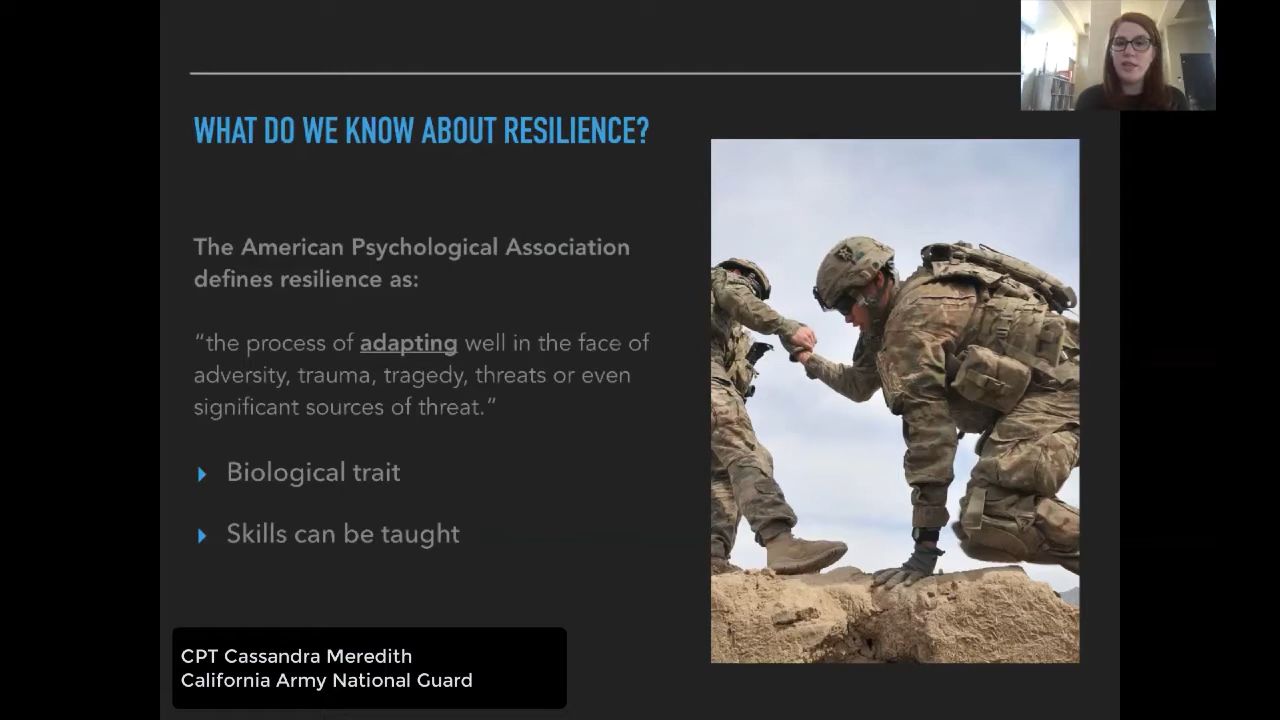 WHAT DO WE KNOW ABOUT RESILIENCE?
The American Psychological Association
defines resilience as:
“the process of adapting well in the face of
adversity, trauma, tragedy, threats or even
significant sources of threat.”
Biological trait
Skills can be taught
CPT Cassandra Meredith
California Army National Guard